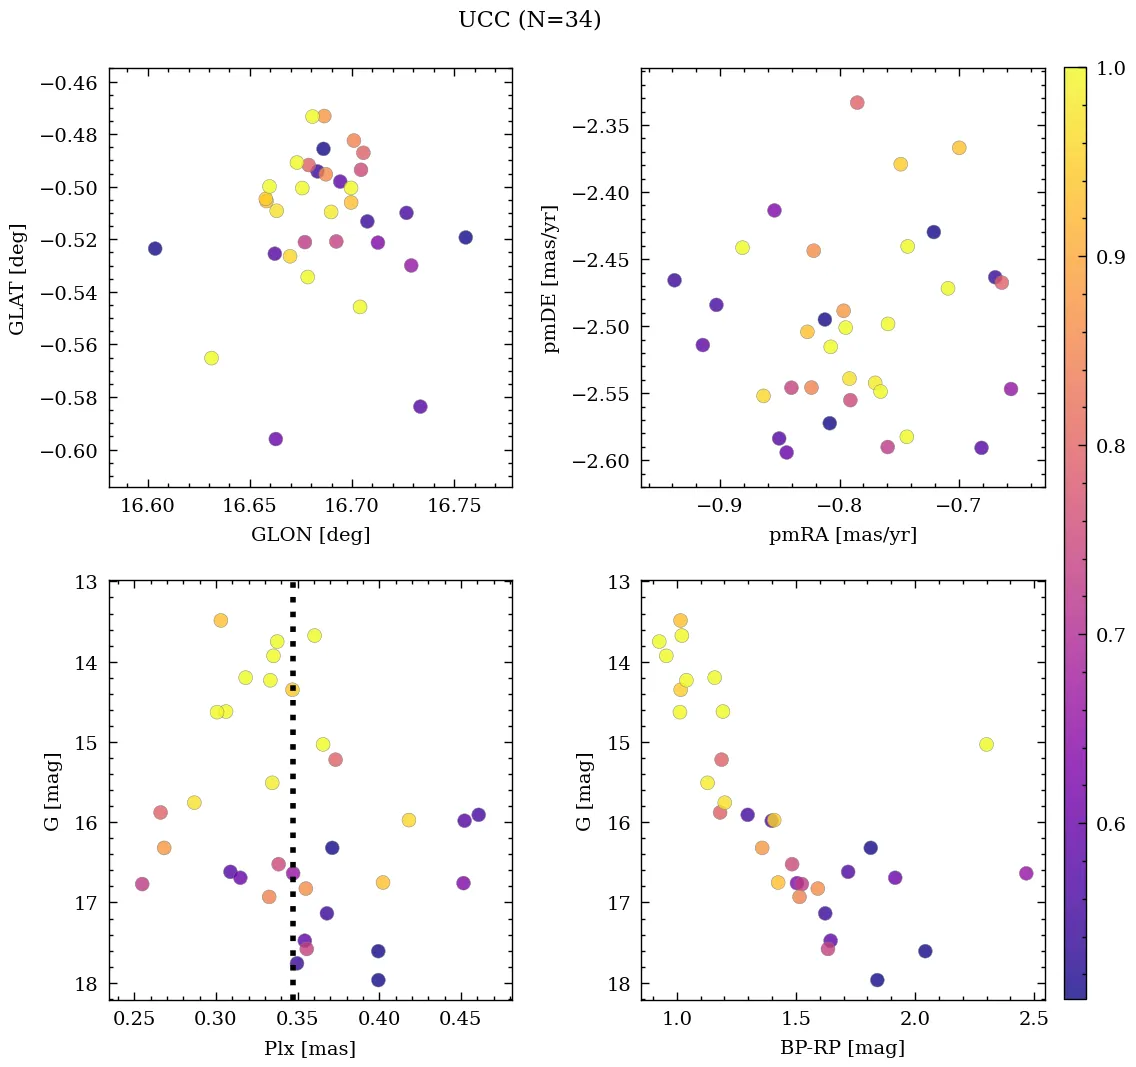 UCC (N=34)
−0.46
−0.48
−0.50
−0.52
−0.54
−0.56
−0.58
−0.60
GLAT [deg]
16.60 16.65 16.70 16.75
GLON [deg]
−2.35
−2.40
−2.45
−2.50
−2.55
−2.60
pmDE [mas/yr]
−0.9 −0.8 −0.7
pmRA [mas/yr]
1.0
0.9
0.8
0.7
0.6
13
14
15
16
17
18
G [mag]
0.25 0.30 0.35 0.40 0.45
Plx [mas]
13
14
15
16
17
18
G [mag]
1.0 1.5 2.0 2.5
BP-RP [mag]